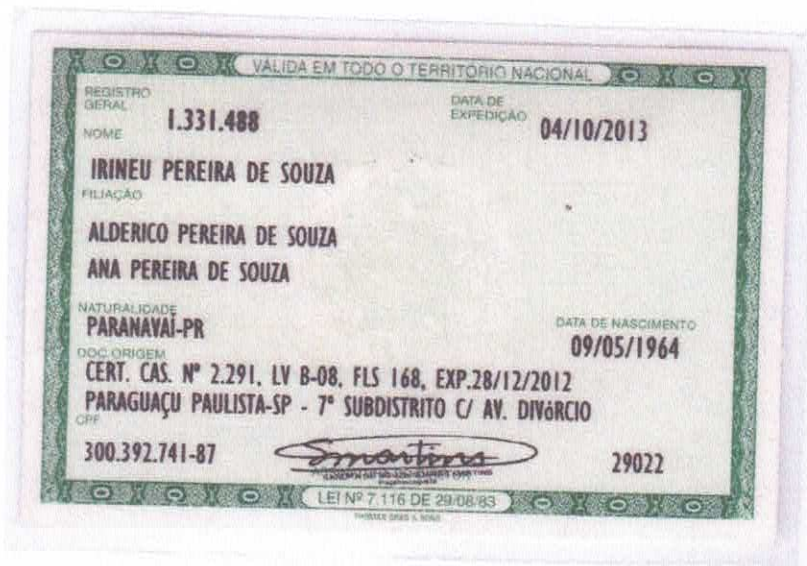 VÁLIDA EM TODO O TERRITÓRIO NACIONAL
REGISTRO GERAL 1.331.488 DATA DE EXPEDIÇÃO 04/10/2013
NOME
IRINEU PEREIRA DE SOUZA
FILIAÇÃO
ALDERICO PEREIRA DE SOUZA
ANA PEREIRA DE SOUZA
NATURALIDADE DATA DE NASCIMENTO
PARANAVAÍ-PR 09/05/1964
DOC ORIGEM
CERT. CAS. Nº 2.291, LV B-08, FLS 168, EXP.28/12/2012
PARAGUAÇU PAULISTA-SP - 7º SUBDISTRITO C/ AV. DIVóRCIO
CPF
300.392.741-87 Smartins 29022
LEI Nº 7.116 DE 29/08/83